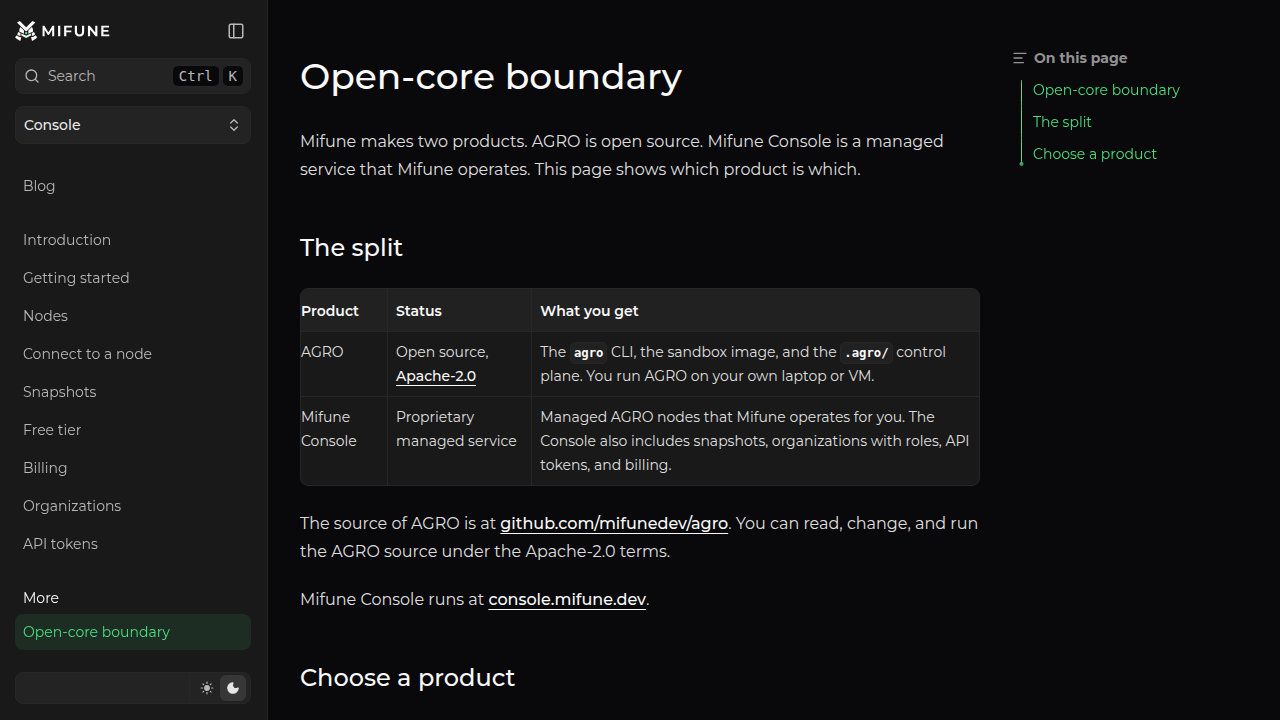 MIFUNE
Search Ctrl K
Console
Blog
Introduction
Getting started
Nodes
Connect to a node
Snapshots
Free tier
Billing
Organizations
API tokens
More
Open-core boundary
Open-core boundary
Mifune makes two products. AGRO is open source. Mifune Console is a managed
service that Mifune operates. This page shows which product is which.
The split
Product Status What you get
AGRO
Open source,
Apache-2.0
The agro CLI, the sandbox image, and the .agro/ control
plane. You run AGRO on your own laptop or VM.
Mifune
Console
Proprietary
managed service
Managed AGRO nodes that Mifune operates for you. The
Console also includes snapshots, organizations with roles, API
tokens, and billing.
The source of AGRO is at github.com/mifunedev/agro. You can read, change, and run
the AGRO source under the Apache-2.0 terms.
Mifune Console runs at console.mifune.dev.
Choose a product
On this page
Open-core boundary
The split
Choose a product